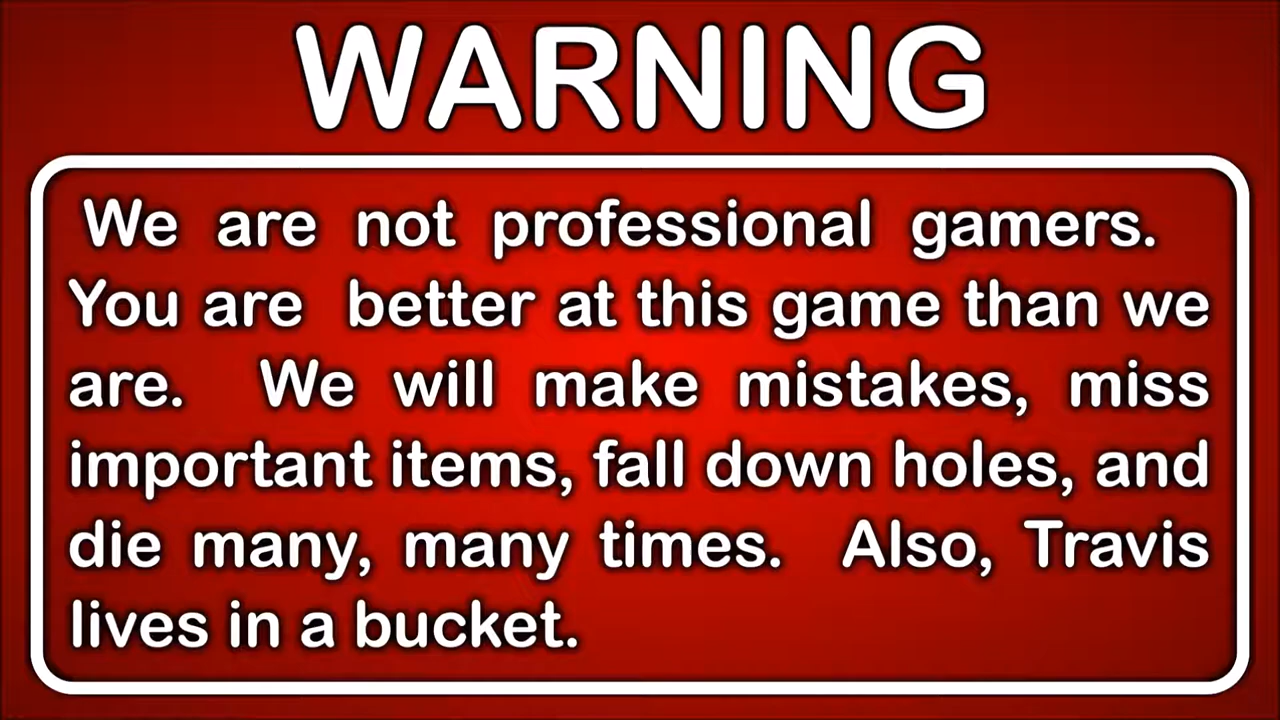 WARNING
We are not professional gamers.
You are better at this game than we
are. We will make mistakes, miss
important items, fall down holes, and
die many, many times. Also, Travis
lives in a bucket.